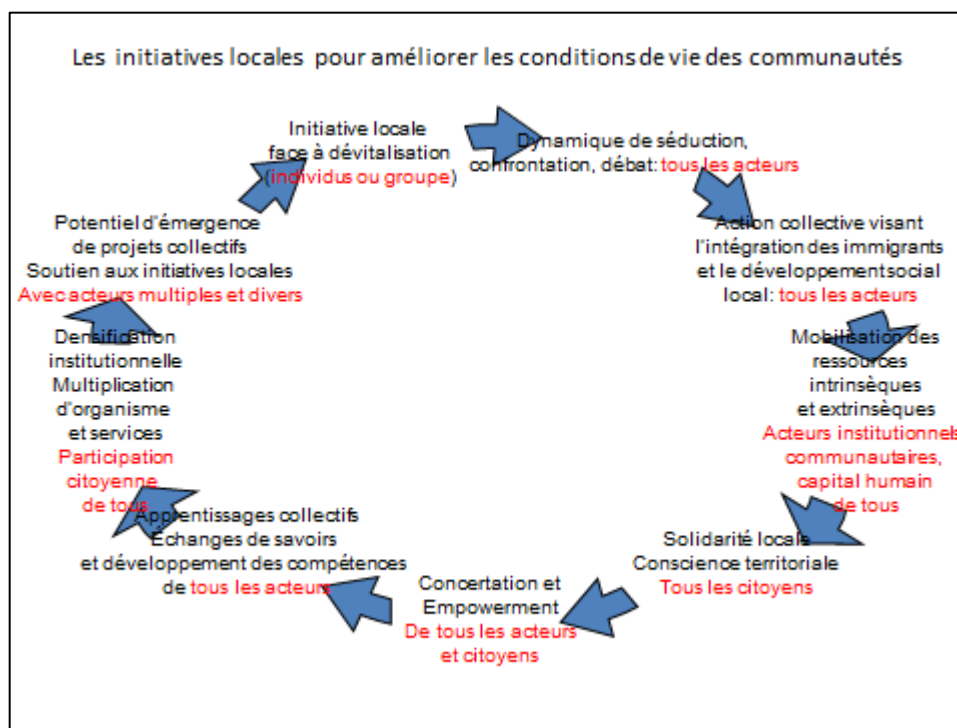 Les initiatives locales pour améliorer les conditions de vie des communautés
Initiative locale
face à dévitalisation
(individus ou groupe)
Dynamique de séduction,
confrontation, débat: tous les acteurs
Action collective visant
l'intégration des immigrants
et le développement social
local: tous les acteurs
Mobilisation des
ressources
intrinsèques
et extrinsèques
Acteurs institutionnels
communautaires,
capital humain
de tous
Solidarité locale
Conscience territoriale
Tous les citoyens
Concertation et
Empowerment
De tous les acteurs
et citoyens
Apprentissages collectifs
Échanges de savoirs
et développement des compétences
de tous les acteurs
Densification
institutionnelle
Multiplication
d'organisme
et services
Participation
citoyenne
de tous
Potentiel d'émergence
de projets collectifs
Soutien aux initiatives locales
Avec acteurs multiples et divers